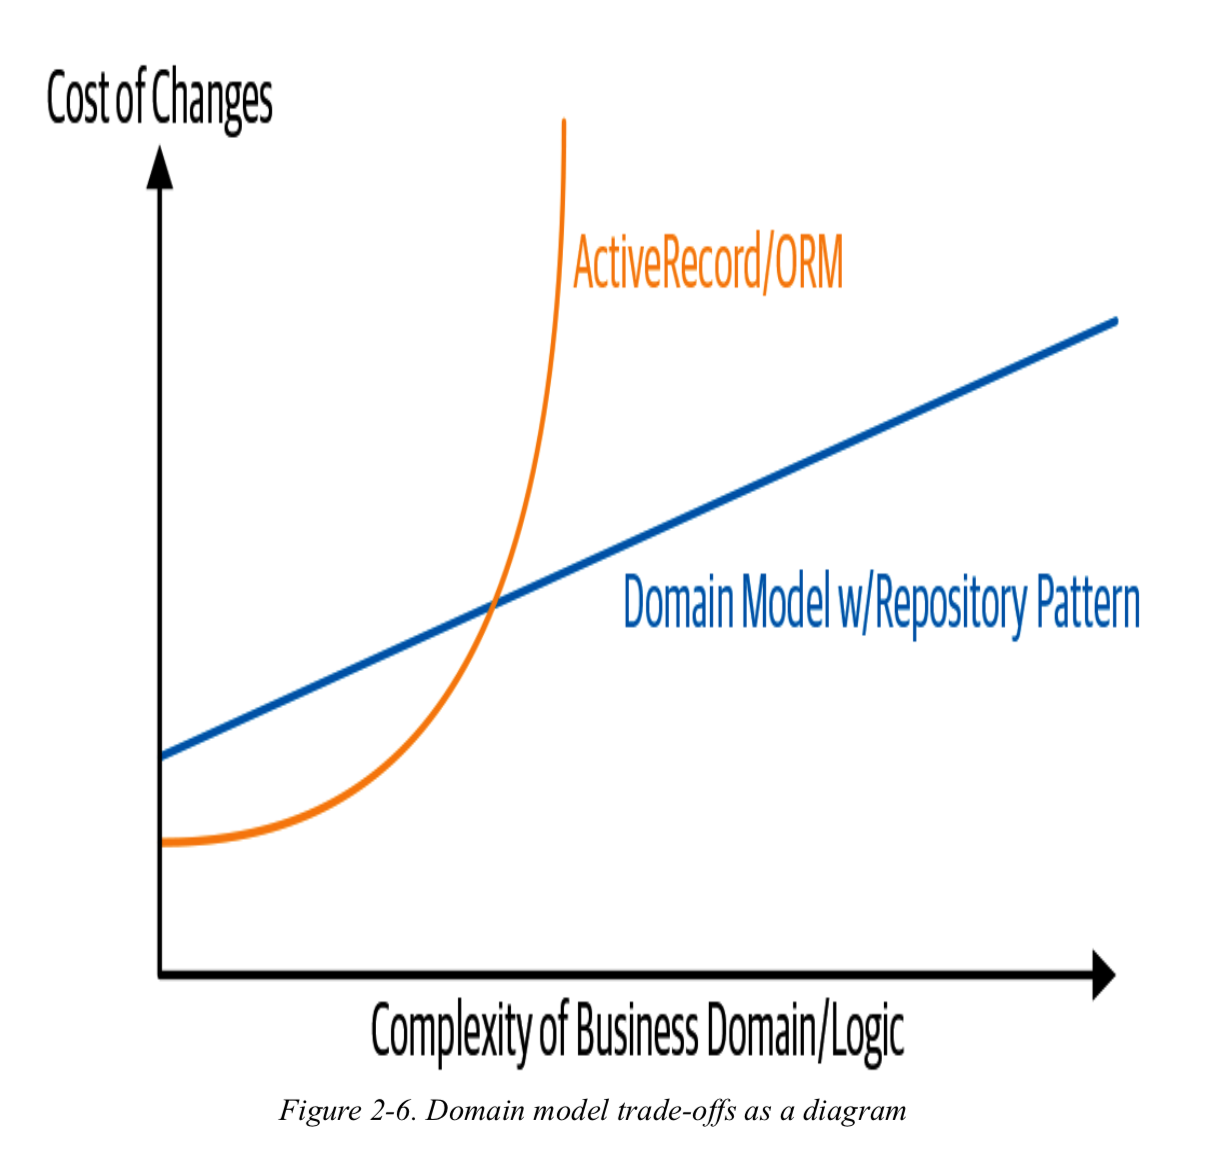 Cost of Changes
ActiveRecord/ORM
Domain Model w/Repository Pattern
Complexity of Business Domain/Logic
Figure 2-6. Domain model trade-offs as a diagram